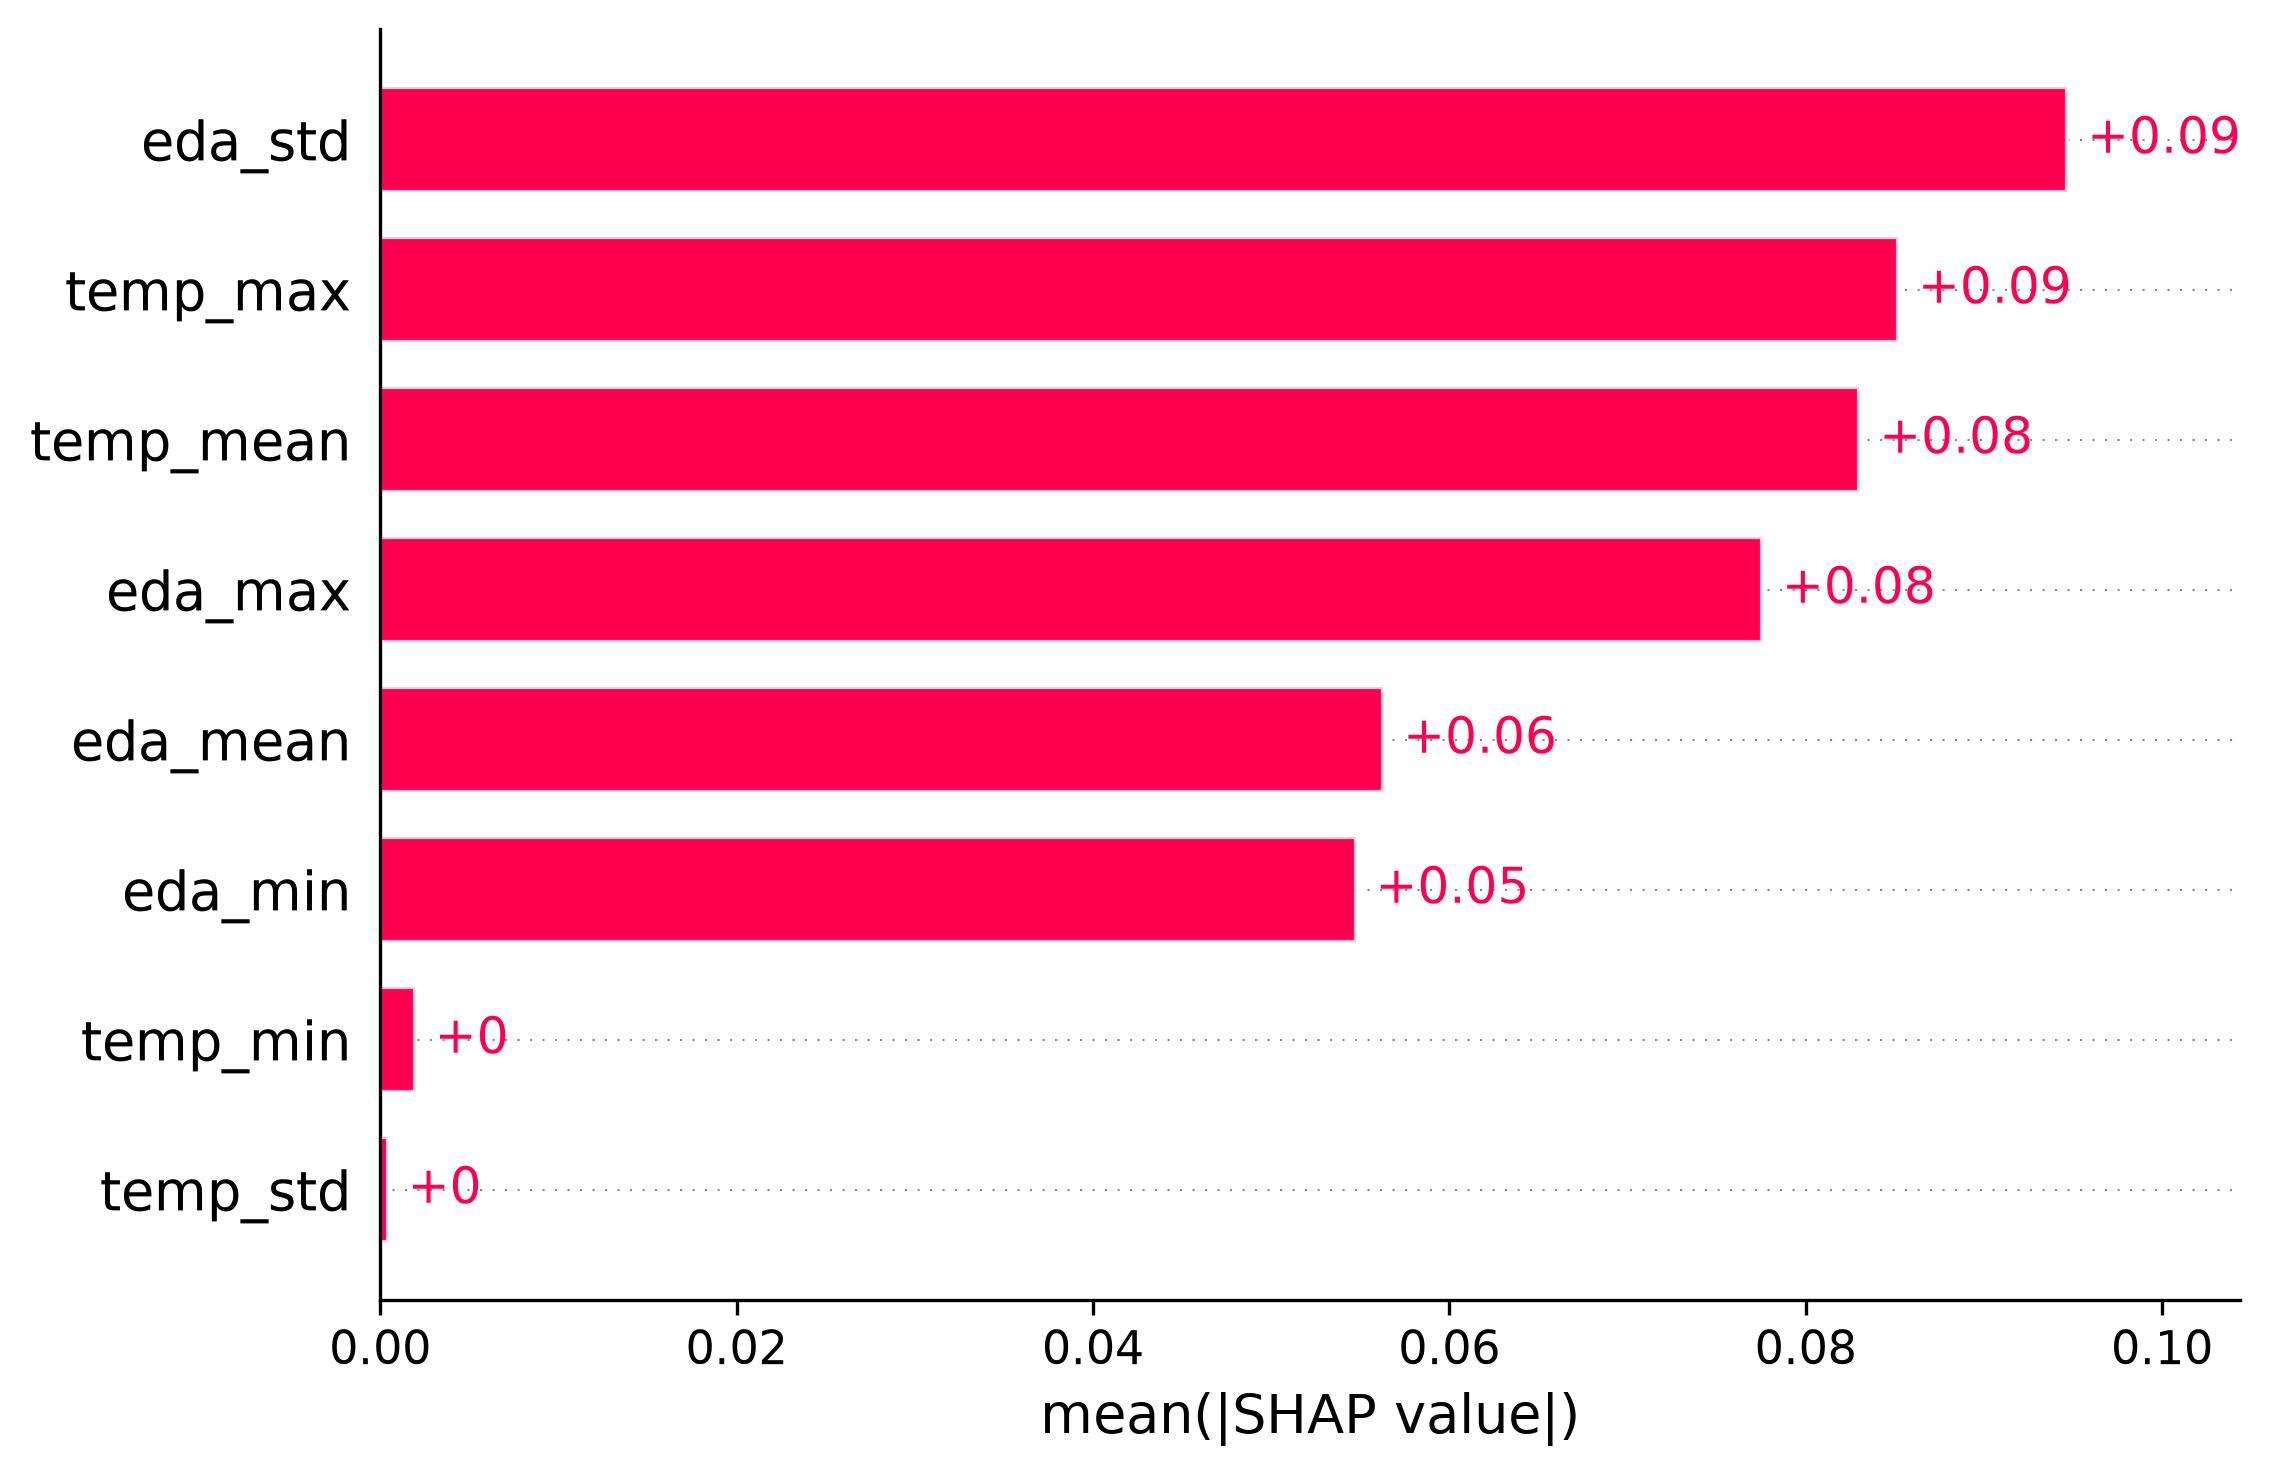 eda_std +0.09
temp_max +0.09
temp_mean +0.08
eda_max +0.08
eda_mean +0.06
eda_min +0.05
temp_min +0
temp_std +0
0.00 0.02 0.04 0.06 0.08 0.10
mean(|SHAP value|)